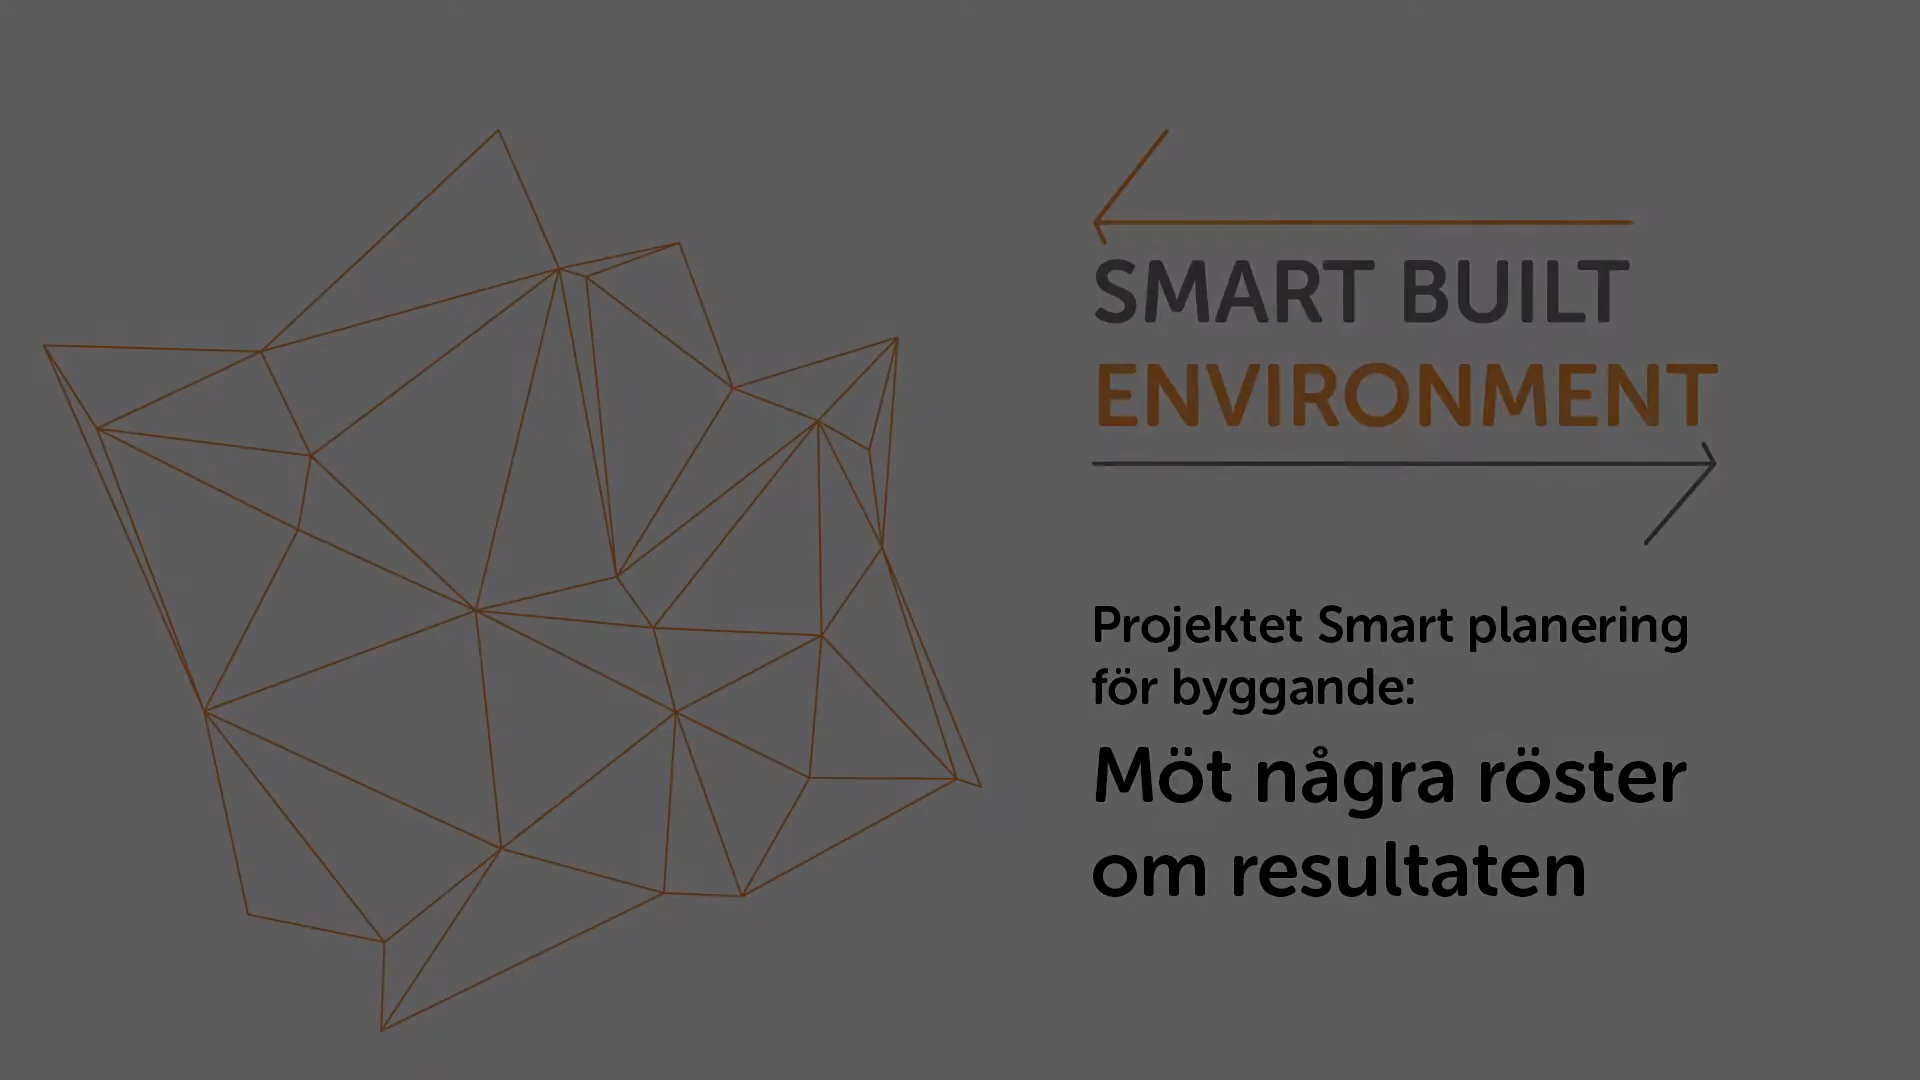 SMART BUILT
ENVIRONMENT
Projektet Smart planering
för byggande:
Möt några röster
om resultaten